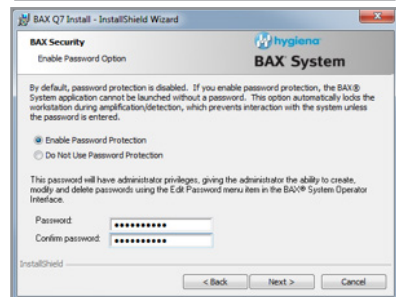 BAX Q7 Install - InstallShield Wizard
BAX Security
Enable Password Option
hygiena
BAX® System
By default, password protection is disabled. If you enable password protection, the BAX®
System application cannot be launched without a password. This option automatically locks the
workstation during amplification/detection, which prevents interaction with the system unless
the password is entered.
Enable Password Protection
Do Not Use Password Protection
This password will have administrator privileges, giving the administrator the ability to create,
modify and delete passwords using the Edit Password menu item in the BAX® System Operator
Interface.
Password:
••••••••••
Confirm password:
••••••••••
InstallShield
< Back
Next >
Cancel